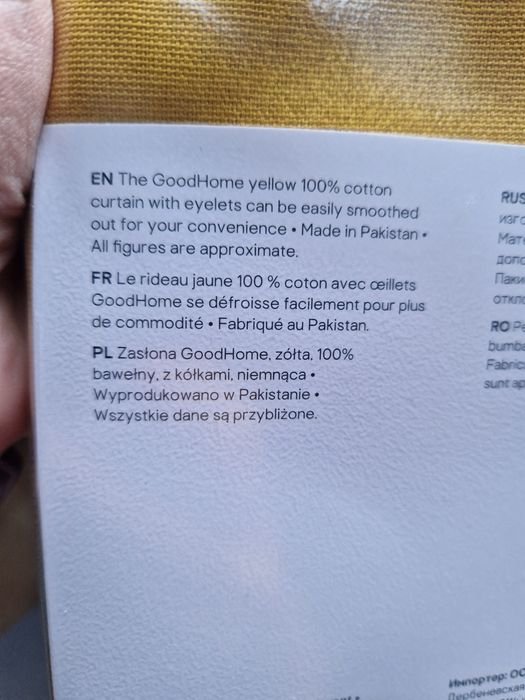 EN The GoodHome yellow 100% cotton
curtain with eyelets can be easily smoothed
out for your convenience • Made in Pakistan •
All figures are approximate.
FR Le rideau jaune 100 % coton avec œillets
GoodHome se défroisse facilement pour plus
de commodité • Fabriqué au Pakistan.
PL Zasłona GoodHome, żółta, 100%
bawełny, z kółkami, niemnąca •
Wyprodukowano w Pakistanie •
Wszystkie dane są przybliżone.
RUS
RO
sunt
Импортер: